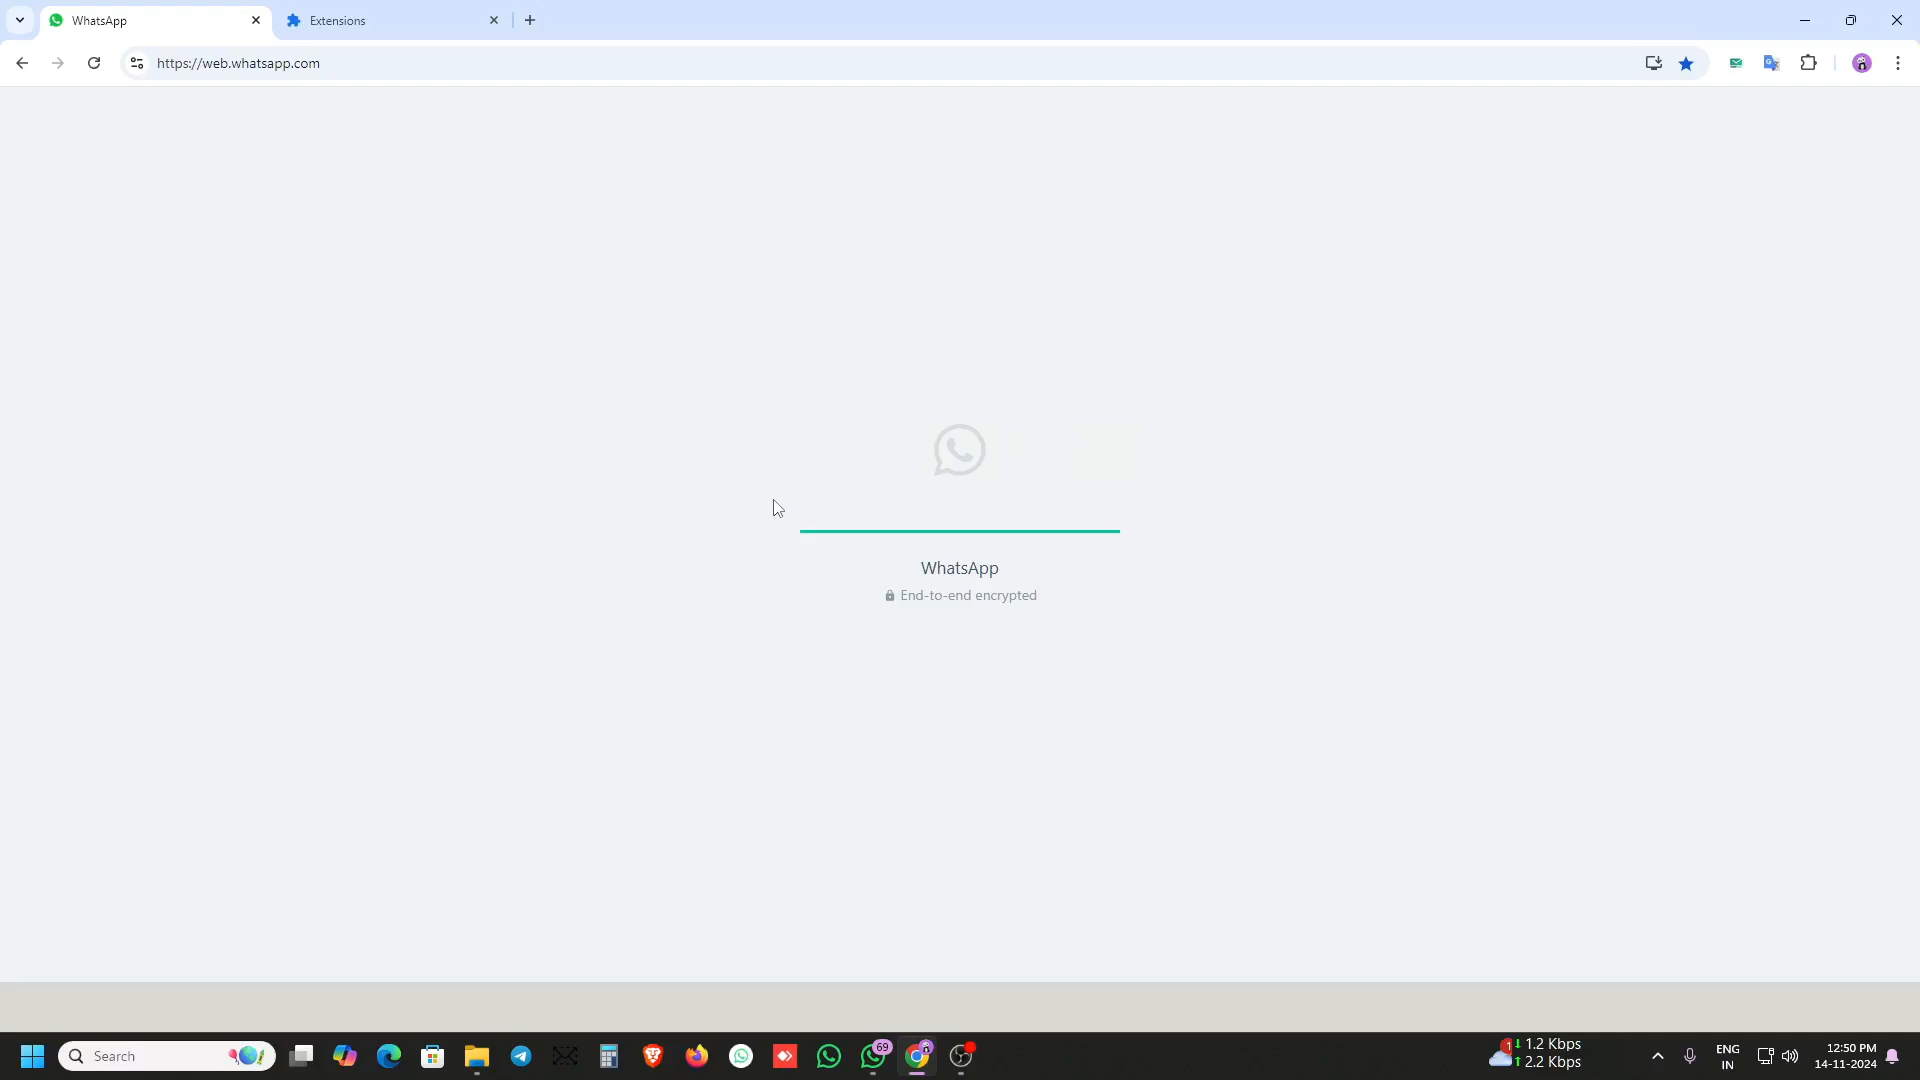 WhatsApp
Extensions
https://web.whatsapp.com
WhatsApp
End-to-end encrypted
Search
69
1
1.2 Kbps
2.2 Kbps
ENG
IN
12:50 PM
14-11-2024